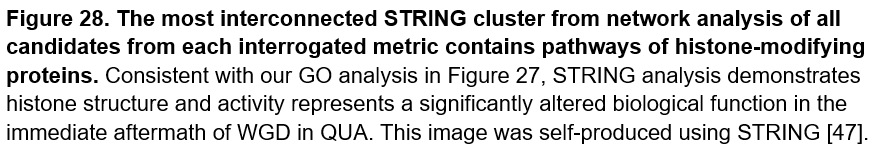 Figure 28. The most interconnected STRING cluster from network analysis of all
candidates from each interrogated metric contains pathways of histone-modifying
proteins. Consistent with our GO analysis in Figure 27, STRING analysis demonstrates
histone structure and activity represents a significantly altered biological function in the
immediate aftermath of WGD in QUA. This image was self-produced using STRING [47].